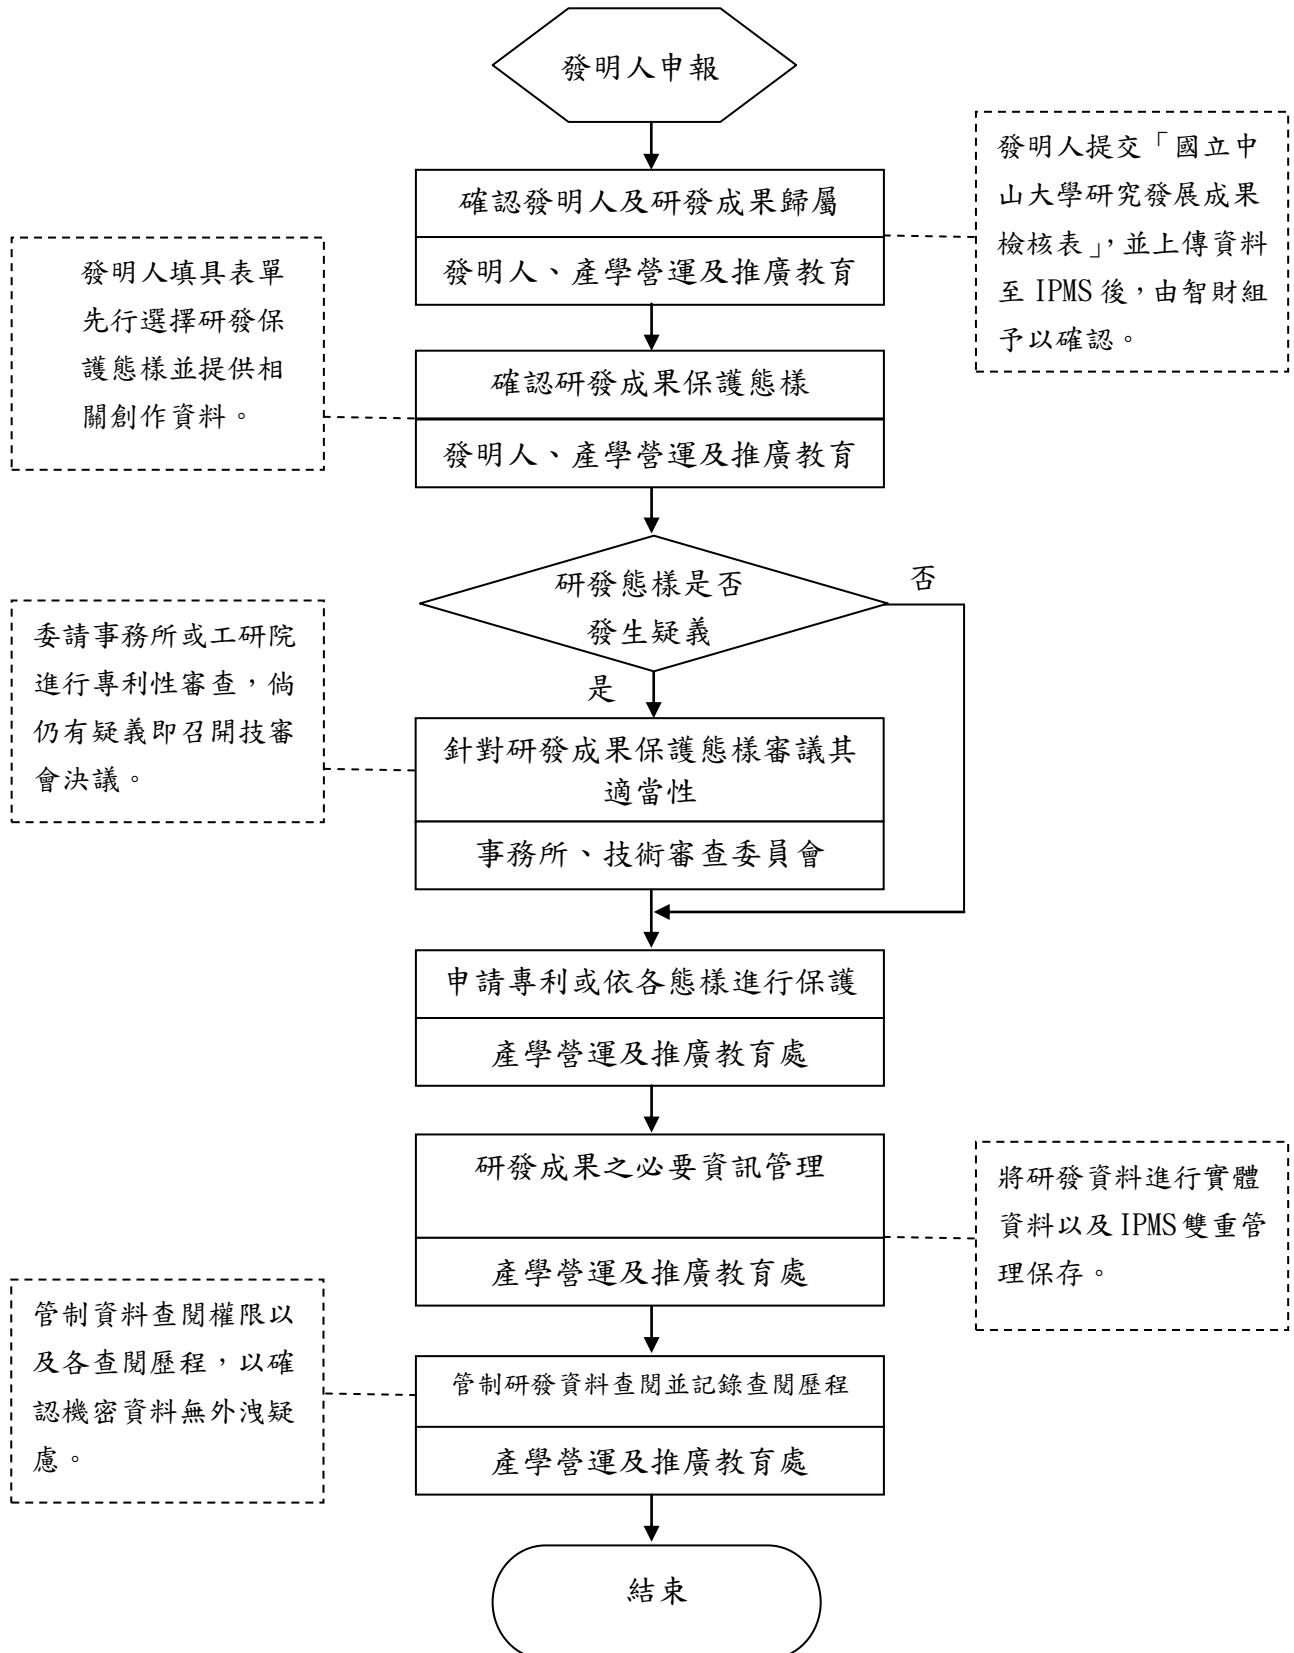 發明人申報
發明人提交「國立中
山大學研究發展成果
檢核表」，並上傳資料
至 IPMS 後，由智財組
予以確認。
確認發明人及研發成果歸屬
發明人、產學營運及推廣教育
發明人填具表單
先行選擇研發保
護態樣並提供相
關創作資料。
確認研發成果保護態樣
發明人、產學營運及推廣教育
研發態樣是否
發生疑義
否
是
委請事務所或工研院
進行專利性審查，倘
仍有疑義即召開技審
會決議。
針對研發成果保護態樣審議其
適當性
事務所、技術審查委員會
申請專利或依各態樣進行保護
產學營運及推廣教育處
研發成果之必要資訊管理
產學營運及推廣教育處
將研發資料進行實體
資料以及 IPMS 雙重管
理保存。
管制資料查閱權限以
及各查閱歷程，以確
認機密資料無外洩疑
慮。
管制研發資料查閱並記錄查閱歷程
產學營運及推廣教育處
結束